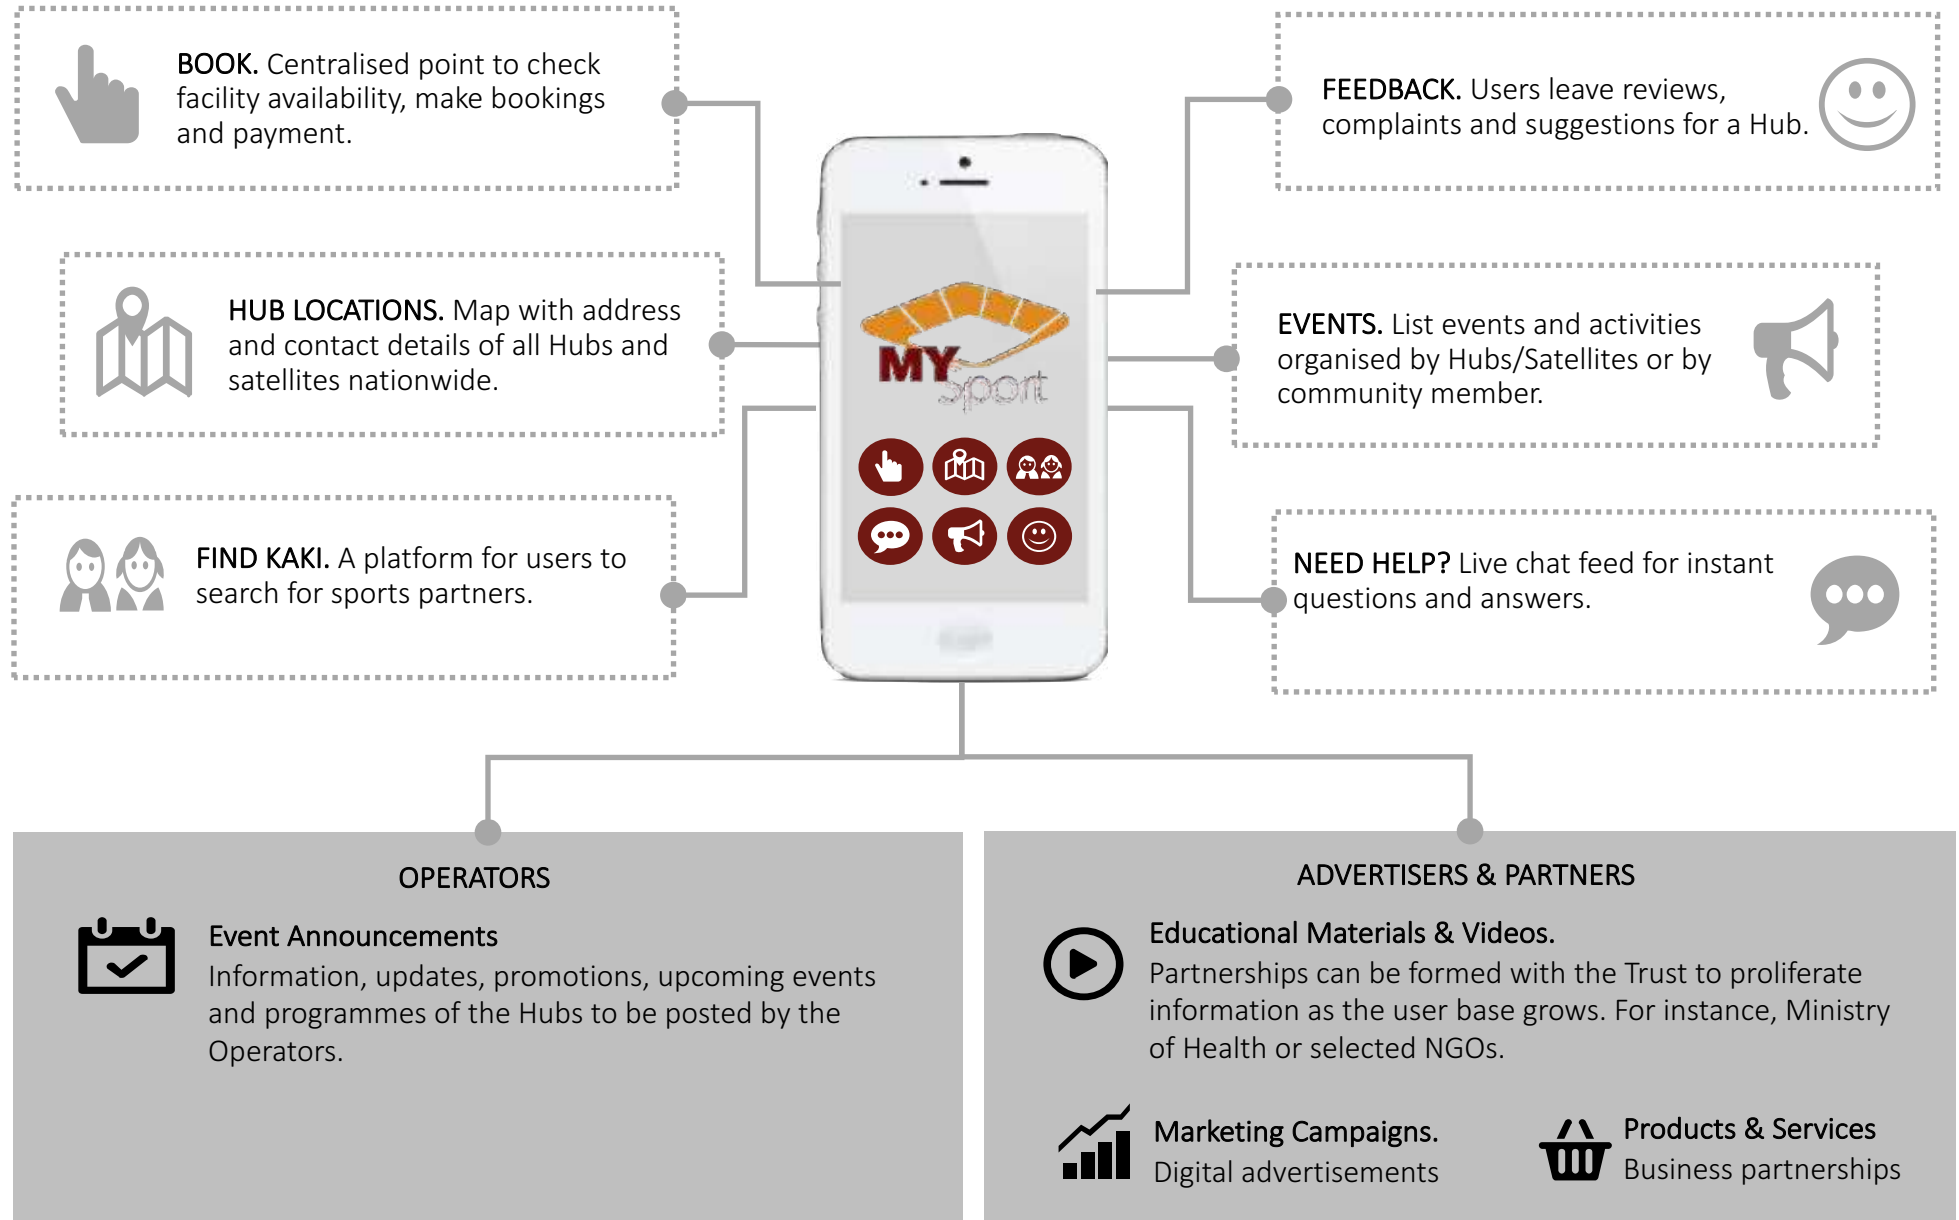 BOOK. Centralised point to check
facility availability, make bookings
and payment.
HUB LOCATIONS. Map with address
and contact details of all Hubs and
satellites nationwide.
FIND KAKI. A platform for users to
search for sports partners.
MY
sport
FEEDBACK. Users leave reviews,
complaints and suggestions for a Hub.
EVENTS. List events and activities
organised by Hubs/Satellites or by
community member.
NEED HELP? Live chat feed for instant
questions and answers.
OPERATORS
Event Announcements
Information, updates, promotions, upcoming events
and programmes of the Hubs to be posted by the
Operators.
ADVERTISERS & PARTNERS
Educational Materials & Videos.
Partnerships can be formed with the Trust to proliferate
information as the user base grows. For instance, Ministry
of Health or selected NGOs.
Marketing Campaigns.
Digital advertisements
Products & Services
Business partnerships